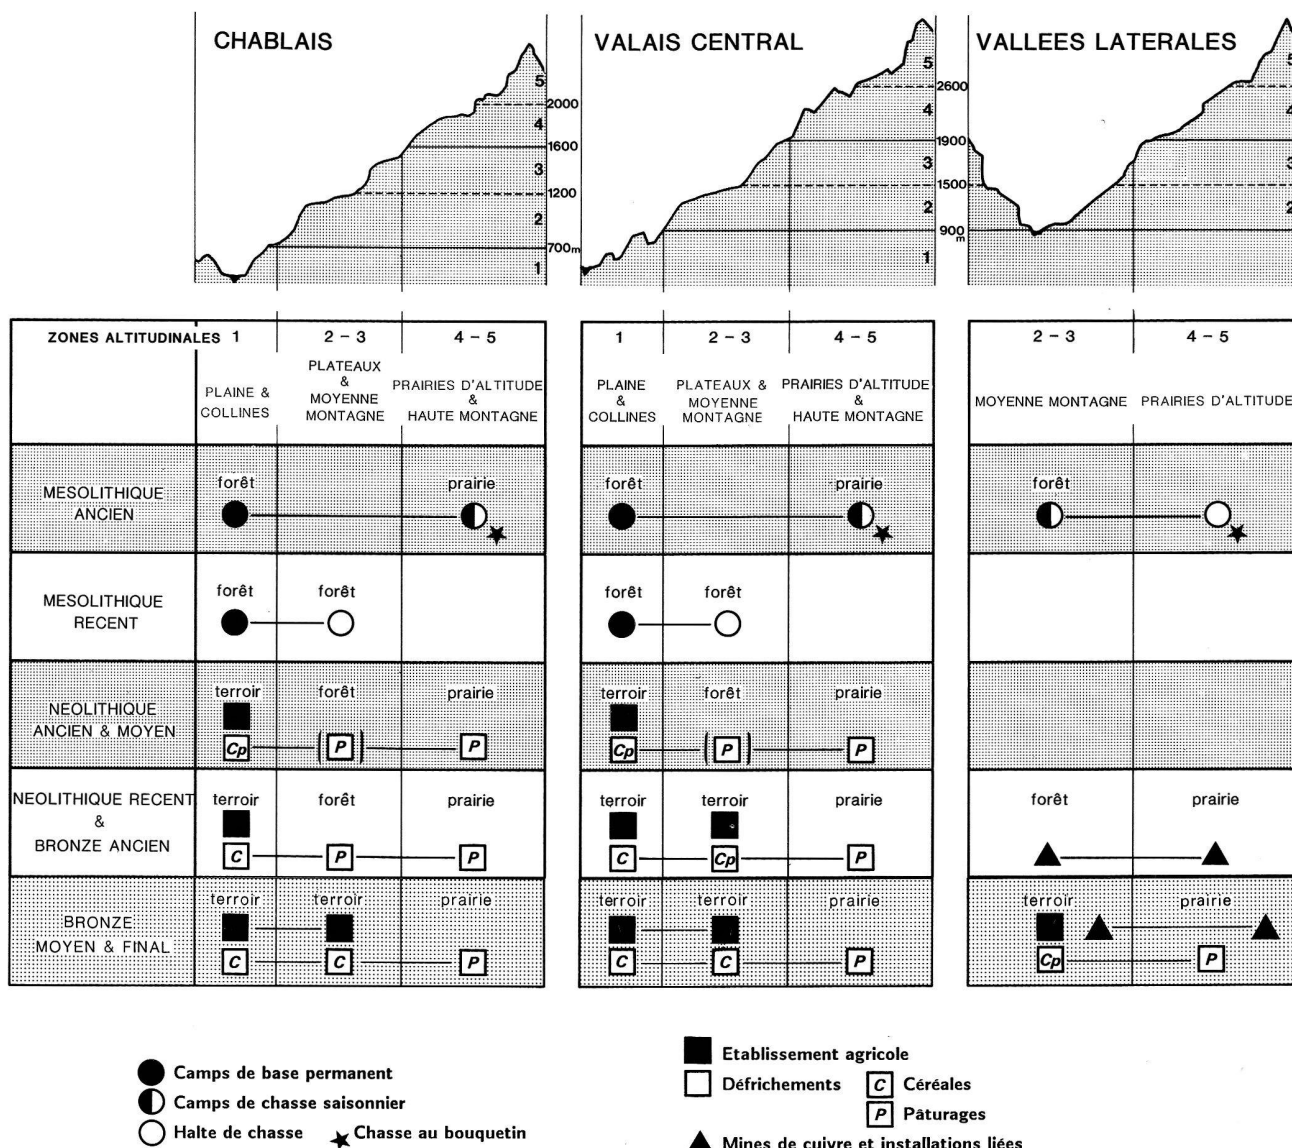 CHABLAIS
5
2000
4
1600
3
1200
2
700m
1
VALAIS CENTRAL
5
2600
4
1900
3
1500
2
900
m
1
VALLEES LATERALES
5
4
3
2
ZONES ALTITUDINALES 1 2 – 3 4 – 5
PLAINE &
COLLINES
PLATEAUX
&
MOYENNE
MONTAGNE
PRAIRIES D'ALTITUDE
&
HAUTE MONTAGNE
1 2 – 3 4 – 5
PLAINE
&
COLLINES
PLATEAUX &
MOYENNE
MONTAGNE
PRAIRIES D'ALTITUDE
&
HAUTE MONTAGNE
2 – 3 4 – 5
MOYENNE MONTAGNE PRAIRIES D'ALTITUDE
MESOLITHIQUE
ANCIEN
forêt prairie forêt prairie forêt
MESOLITHIQUE
RECENT
forêt forêt forêt forêt
NEOLITHIQUE
ANCIEN & MOYEN
terroir forêt prairie terroir forêt prairie
Cp (P) P Cp (P) P
NEOLITHIQUE RECENT
&
BRONZE ANCIEN
terroir forêt prairie terroir terroir prairie forêt prairie
C P P C Cp P
BRONZE
MOYEN & FINAL
terroir terroir prairie terroir terroir prairie terroir prairie
C C P C C P Cp P
Camps de base permanent
Camps de chasse saisonnier
Halte de chasse Chasse au bouquetin
Etablissement agricole
Défrichements C Céréales
P Pâturages
Mines de cuivre et installations liées